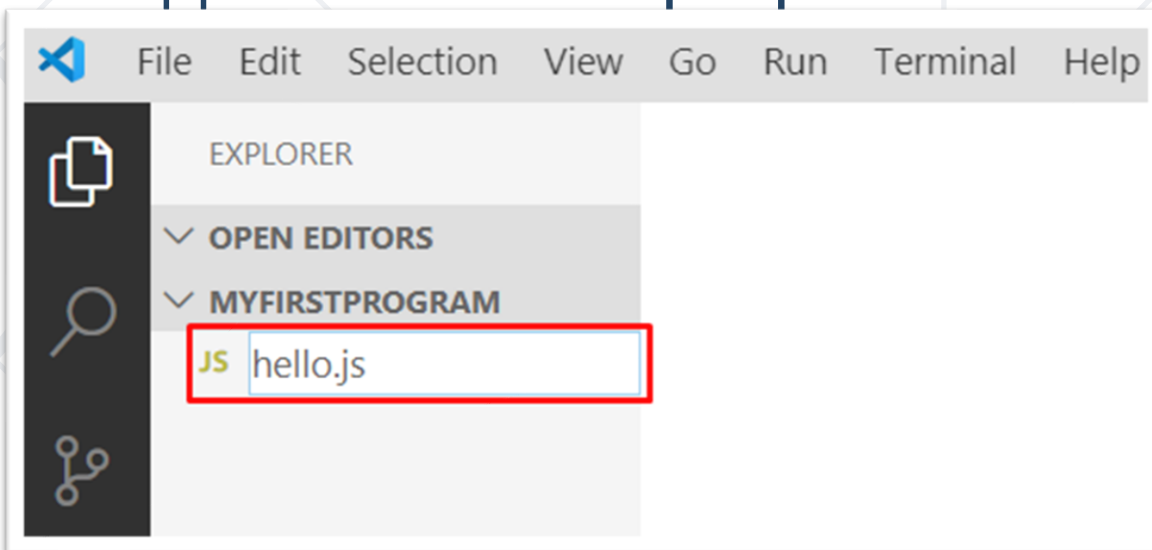 File Edit Selection View Go Run Terminal Help
EXPLORER
OPEN EDITORS
MYFIRSTPROGRAM
JS hello.js